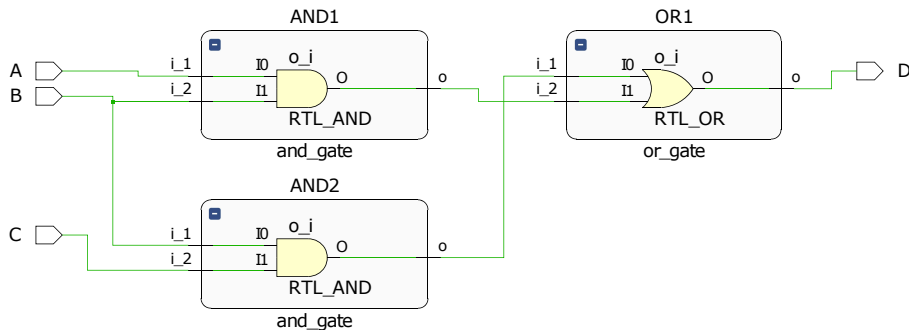 AND1
OR1
A
i_1
I0
o_i
O
o
B
i_2
I1
RTL_AND
and_gate
i_1
I0
o_i
O
o
D
i_2
I1
RTL_OR
or_gate
AND2
C
i_1
I0
o_i
O
o
i_2
I1
RTL_AND
and_gate